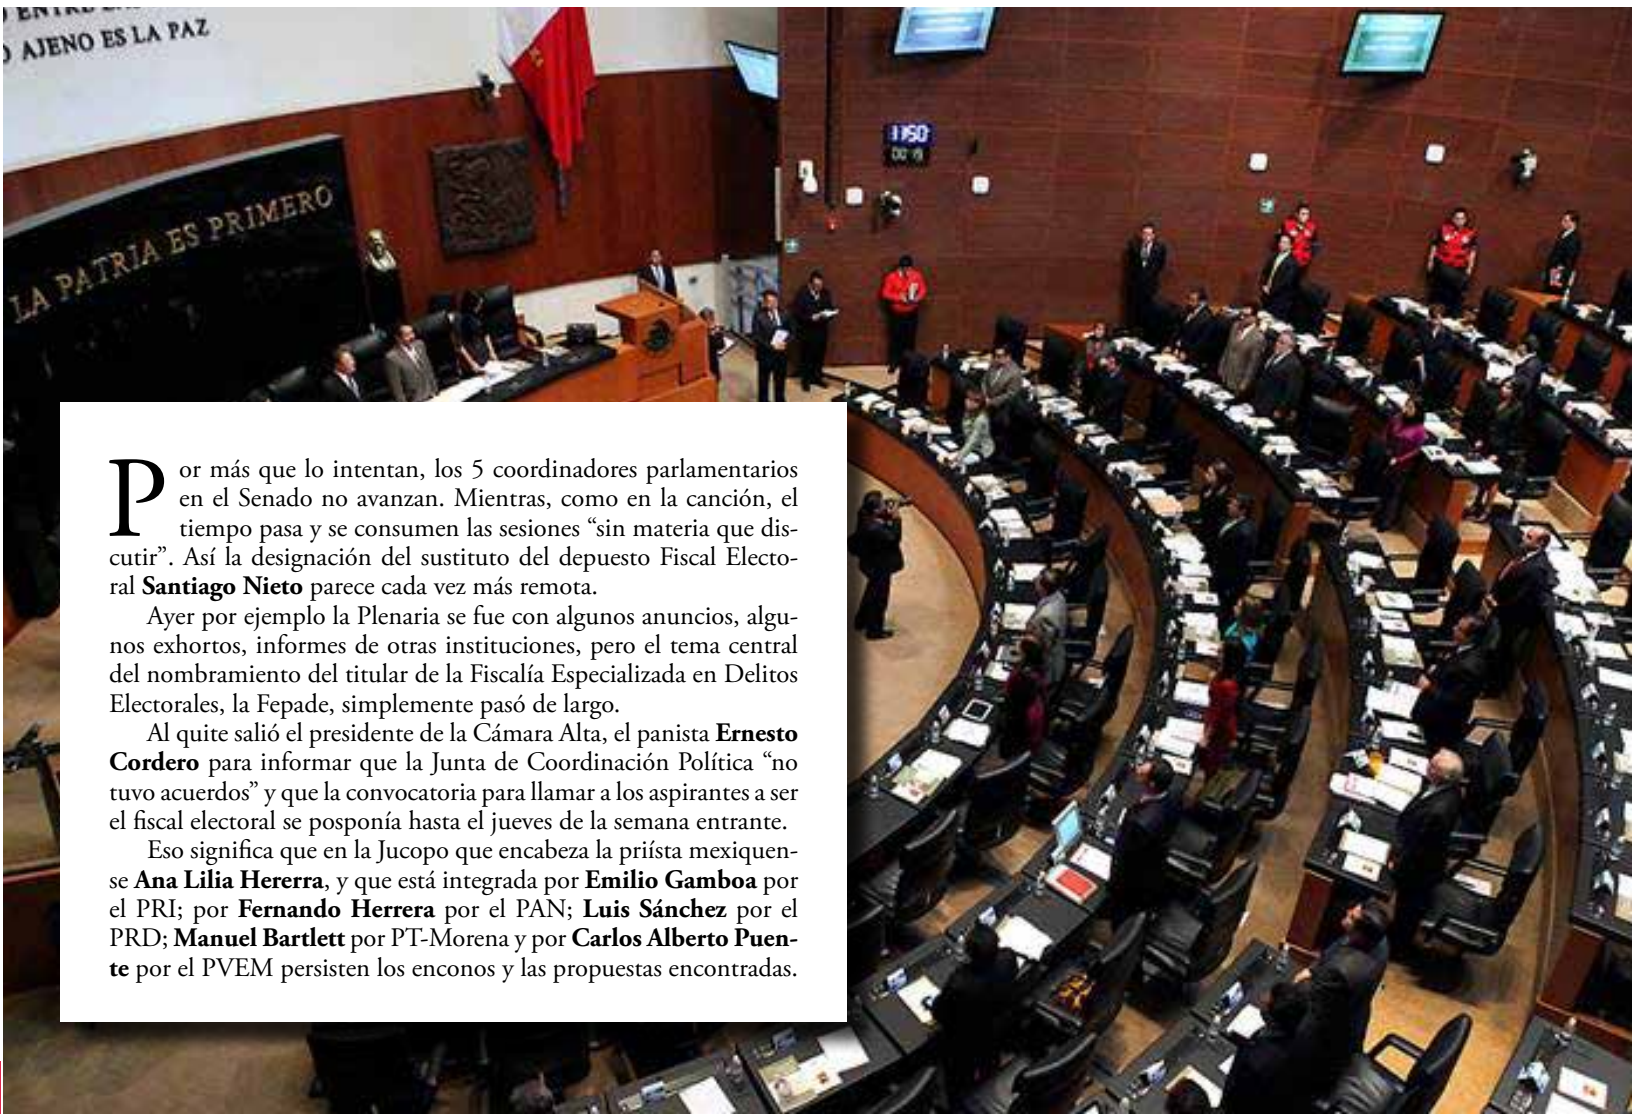 O AJENO ES LA PAZ
LA PATRIA ES PRIMERO
1150
Por más que lo intentan, los 5 coordinadores parlamentarios
en el Senado no avanzan. Mientras, como en la canción, el
tiempo pasa y se consumen las sesiones “sin materia que dis-
cutir”. Así la designación del sustituto del depuesto Fiscal Electo-
ral Santiago Nieto parece cada vez más remota.
Ayer por ejemplo la Plenaria se fue con algunos anuncios, algu-
nos exhortos, informes de otras instituciones, pero el tema central
del nombramiento del titular de la Fiscalía Especializada en Delitos
Electorales, la Fepade, simplemente pasó de largo.
Al quite salió el presidente de la Cámara Alta, el panista Ernesto
Cordero para informar que la Junta de Coordinación Política “no
tuvo acuerdos” y que la convocatoria para llamar a los aspirantes a ser
el fiscal electoral se posponía hasta el jueves de la semana entrante.
Eso significa que en la Jucopo que encabeza la priísta mexiquen-
se Ana Lilia Hererra, y que está integrada por Emilio Gamboa por
el PRI; por Fernando Herrera por el PAN; Luis Sánchez por el
PRD; Manuel Bartlett por PT-Morena y por Carlos Alberto Puen-
te por el PVEM persisten los enconos y las propuestas encontradas.